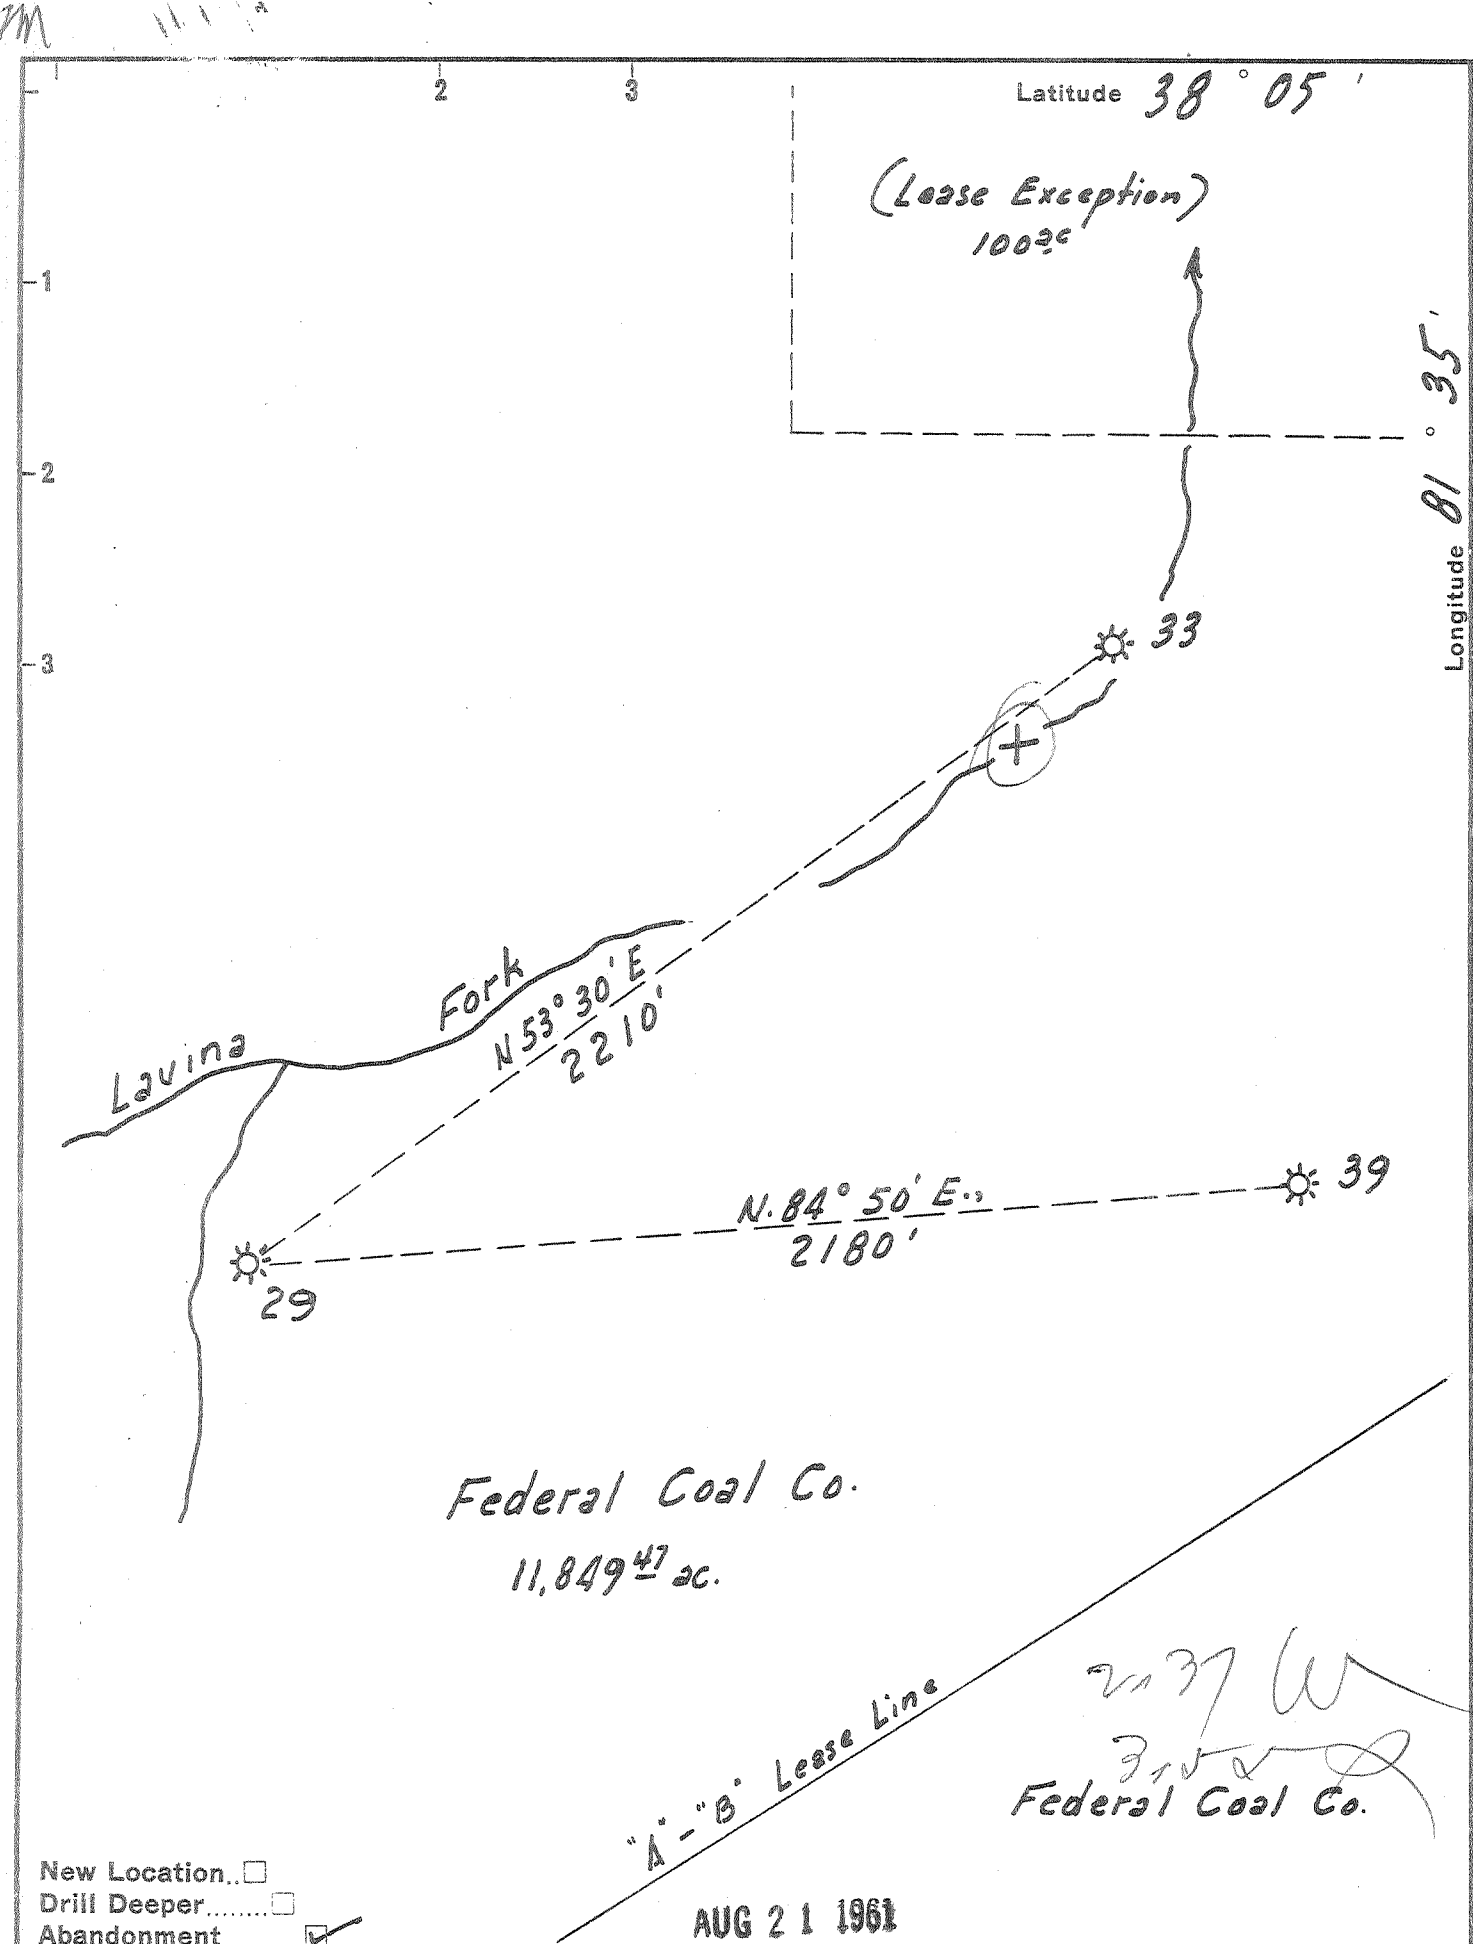 2
3
Latitude 38° 05'
(Lease Exception)
100 ac
1
2
3
Longitude 81° 35'
33
Lavina Fork
N 53° 30' E
2210'
N. 84° 50' E.,
2180'
39
29
Federal Coal Co.
11,849 47 ac.
"A" - "B" Lease Line
Federal Coal Co.
New Location..
Drill Deeper........
Abandonment
AUG 21 1961